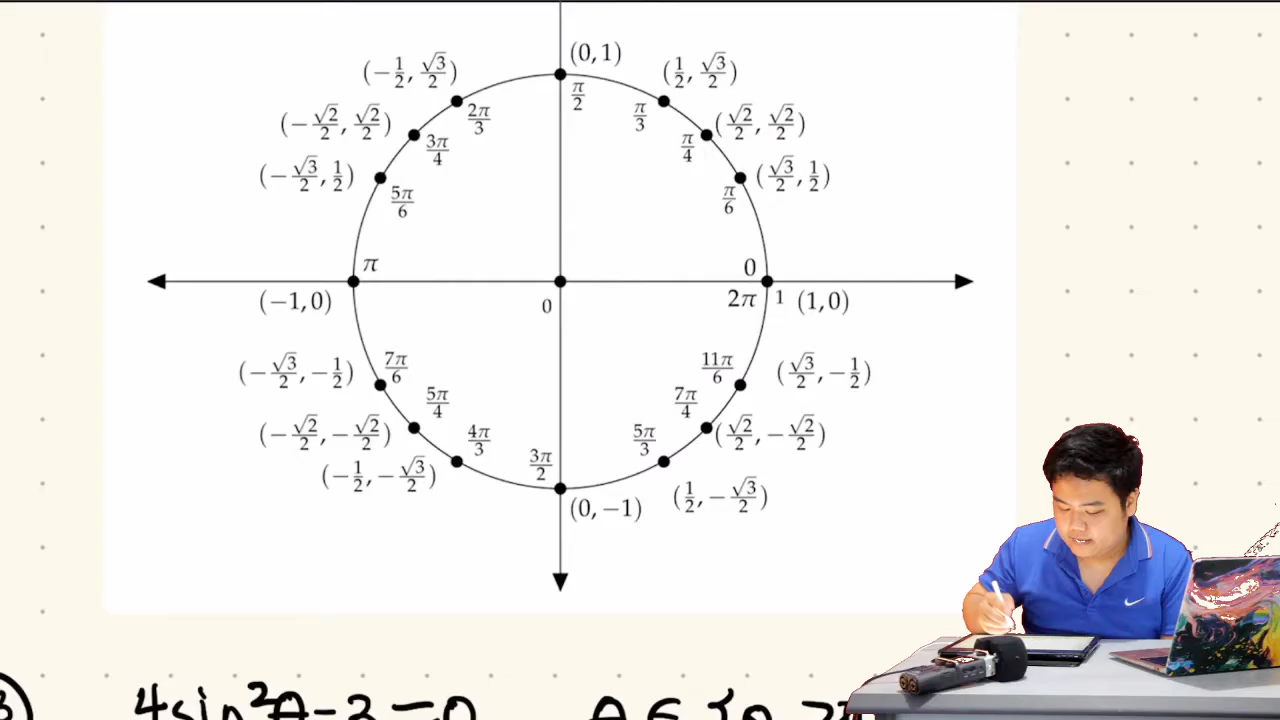 (0, 1)
(−1/2, √3/2)
(1/2, √3/2)
π/2
2π/3
π/3
(−√2/2, √2/2)
(√2/2, √2/2)
3π/4
π/4
(−√3/2, 1/2)
(√3/2, 1/2)
5π/6
π/6
π
0
(−1, 0)
0
2π
1
(1, 0)
(−√3/2, −1/2)
7π/6
11π/6
(√3/2, −1/2)
5π/4
7π/4
(−√2/2, −√2/2)
(√2/2, −√2/2)
4π/3
5π/3
(−1/2, −√3/2)
3π/2
(1/2, −√3/2)
(0, −1)
4sin²A−3=0 A∈